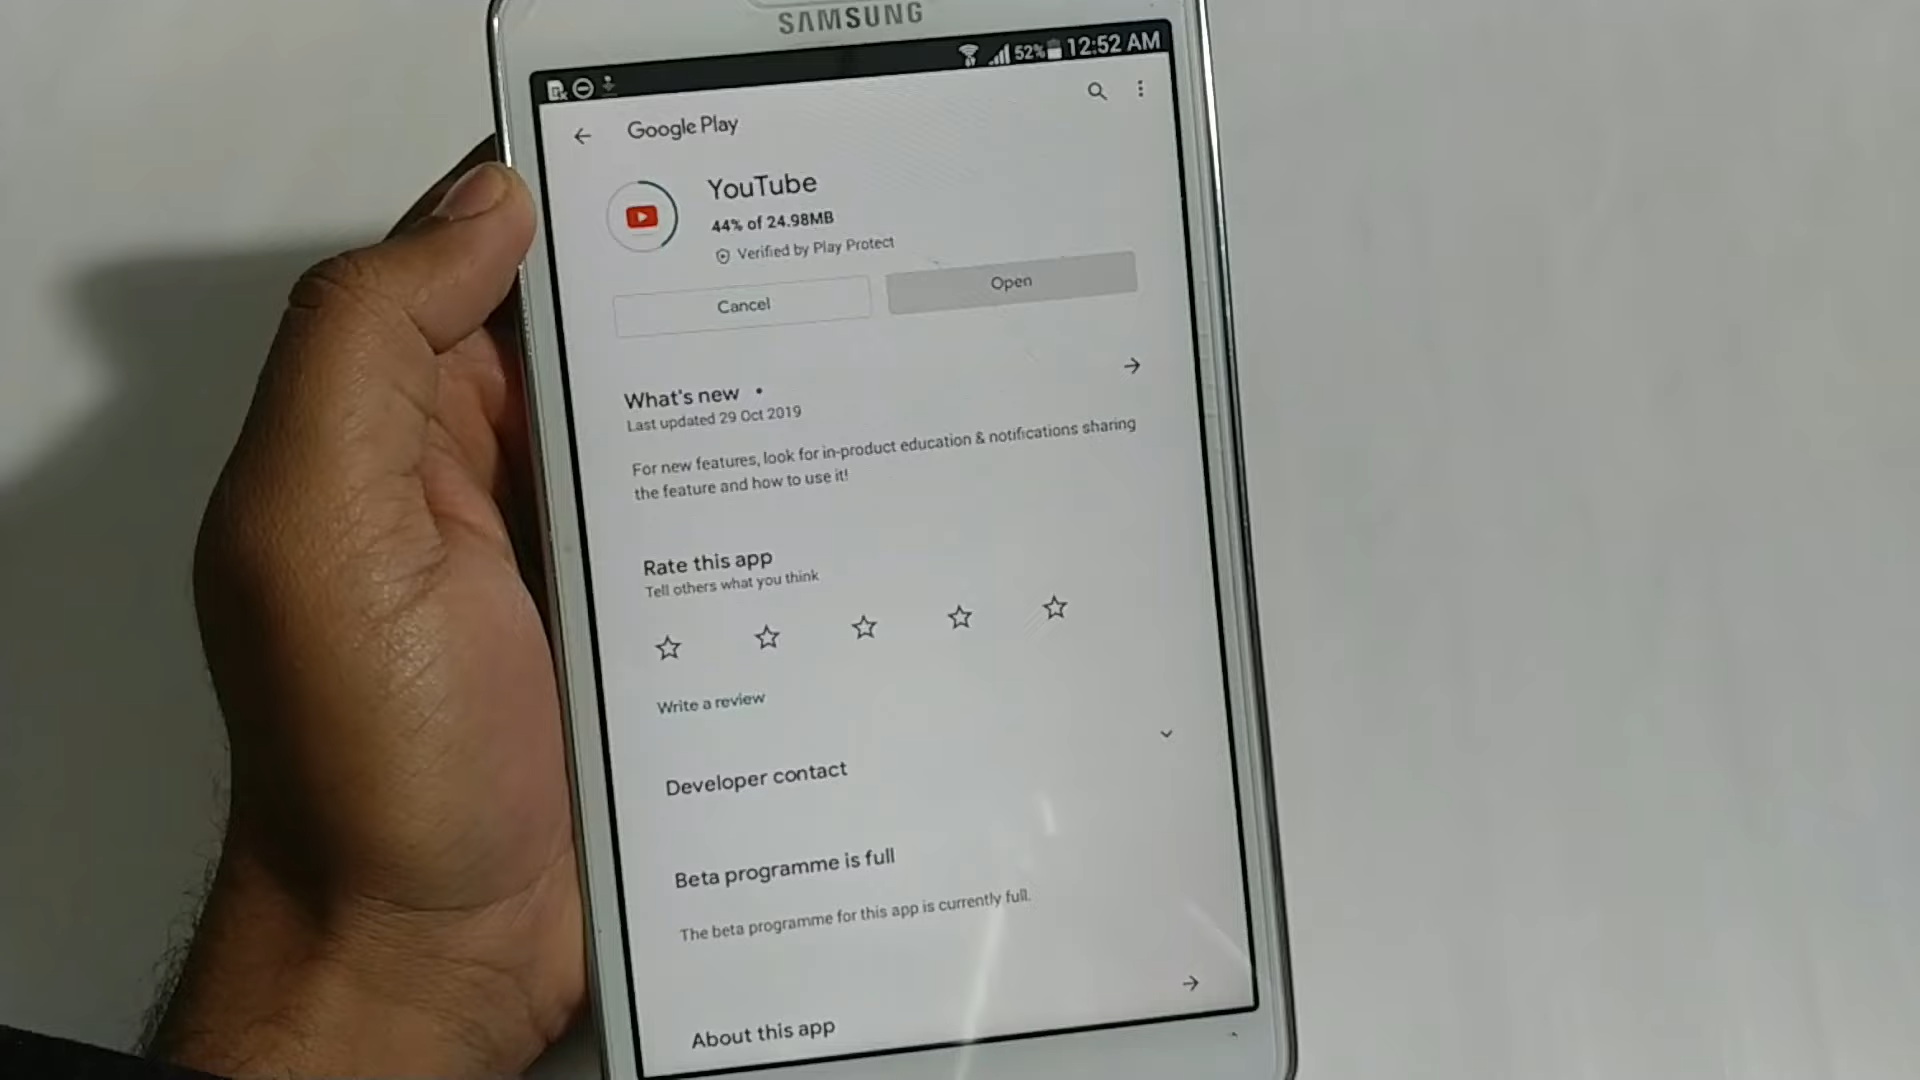 SAMSUNG
52% 12:52 AM
Google Play
YouTube
44% of 24.98MB
Verified by Play Protect
Cancel
Open
What's new •
Last updated 29 Oct 2019
For new features, look for in-product education & notifications sharing
the feature and how to use it!
Rate this app
Tell others what you think
Write a review
Developer contact
Beta programme is full
The beta programme for this app is currently full.
About this app